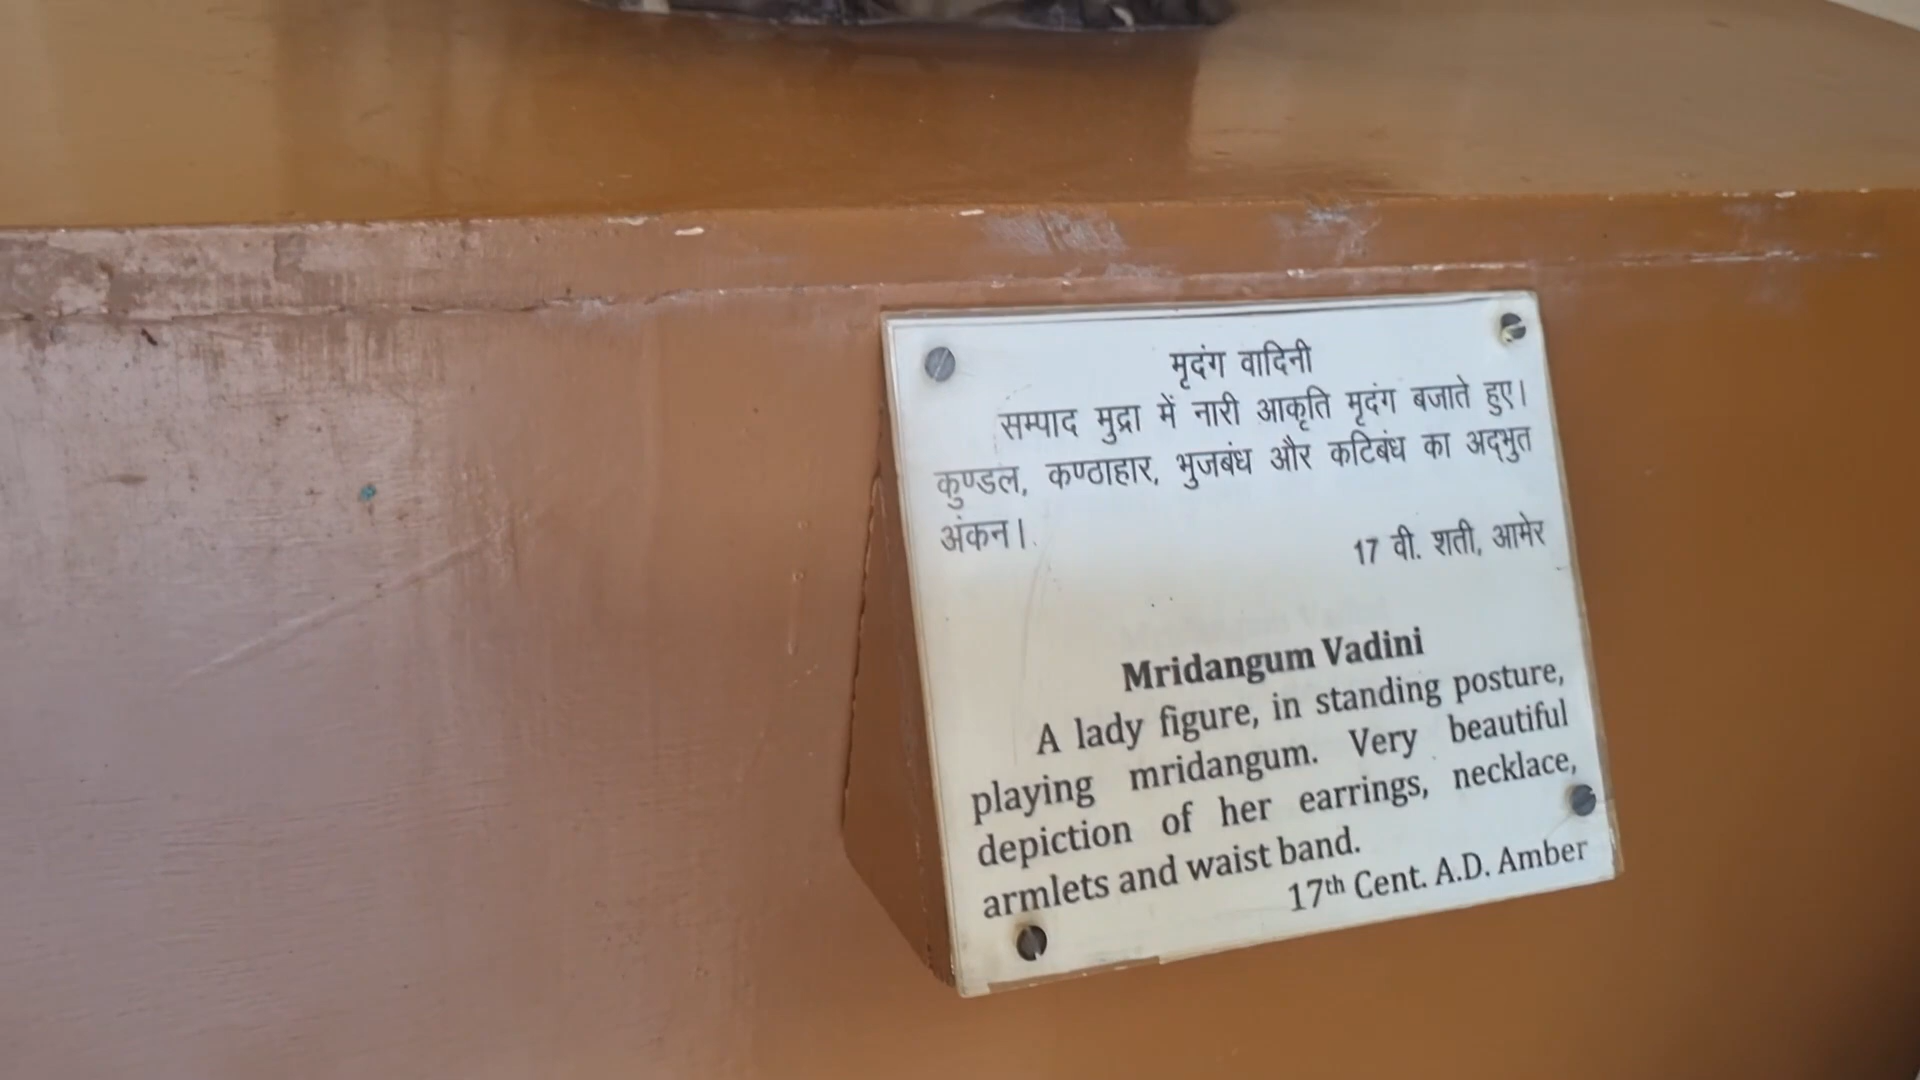 मृदंग वादिनी
सम्पाद मुद्रा में नारी आकृति मृदंग बजाते हुए।
कुण्डल, कण्ठाहार, भुजबंध और कटिबंध का अद्भुत
अंकन।
17 वी. शती, आमेर
Mridangum Vadini
A lady figure, in standing posture,
playing mridangum. Very beautiful
depiction of her earrings, necklace,
armlets and waist band.
17th Cent. A.D. Amber